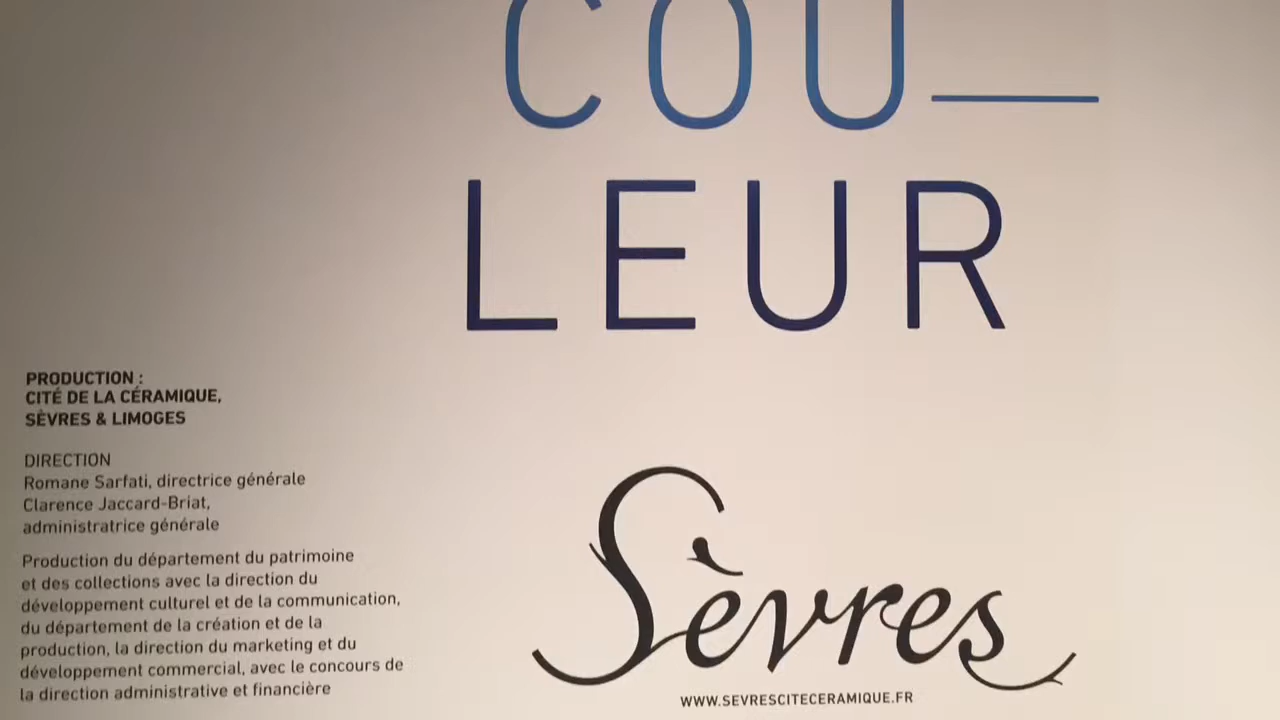 COU—
LEUR
PRODUCTION :
CITÉ DE LA CÉRAMIQUE,
SÈVRES & LIMOGES
DIRECTION
Romane Sarfati, directrice générale
Clarence Jaccard-Briat,
administratrice générale
Production du département du patrimoine
et des collections avec la direction du
développement culturel et de la communication,
du département de la création et de la
production, la direction du marketing et du
développement commercial, avec le concours de
la direction administrative et financière
Sèvres
WWW.SEVRESCITECERAMIQUE.FR